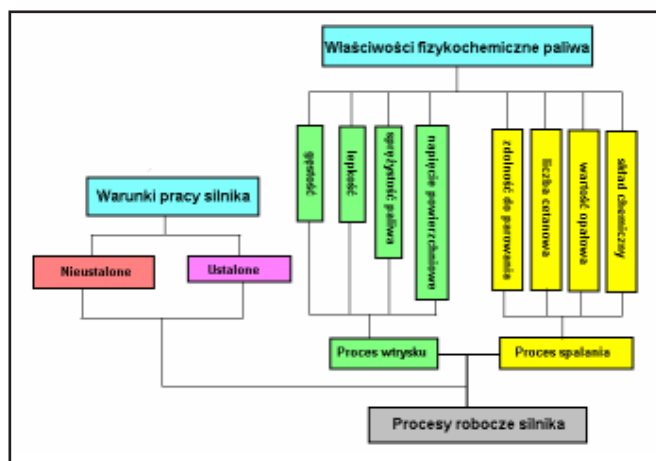 Właściwości fizykochemiczne paliwa
gęstość
lepkość
sprężystość paliwa
napięcie powierzchniowe
zdolność do parowania
liczba cetanowa
wartość opałowa
skład chemiczny
Warunki pracy silnika
Nieustalone
Ustalone
Proces wtrysku
Proces spalania
Procesy robocze silnika